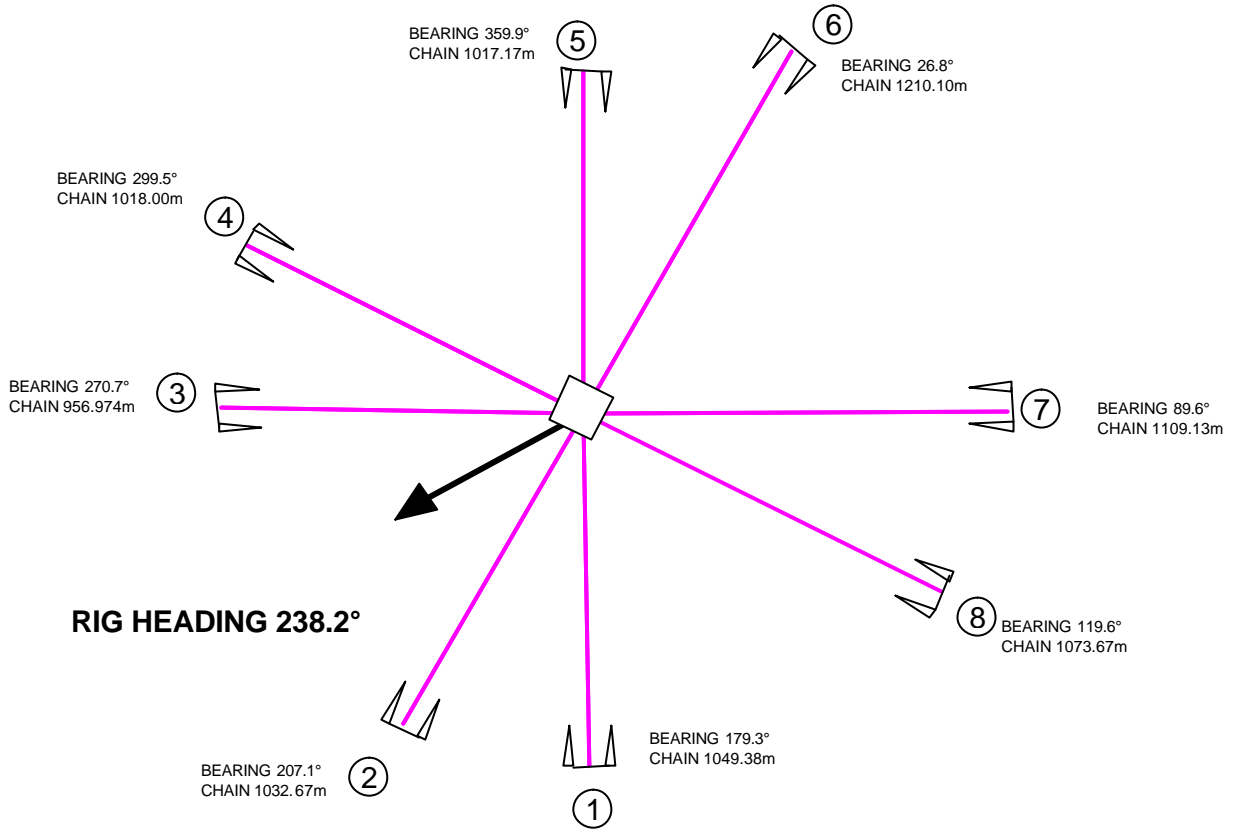 6
BEARING 359.9°
CHAIN 1017.17m
5
BEARING 26.8°
CHAIN 1210.10m
BEARING 299.5°
CHAIN 1018.00m
4
BEARING 270.7°
CHAIN 956.974m
3
7
BEARING 89.6°
CHAIN 1109.13m
RIG HEADING 238.2°
8
BEARING 119.6°
CHAIN 1073.67m
BEARING 207.1°
CHAIN 1032.67m
2
BEARING 179.3°
CHAIN 1049.38m
1